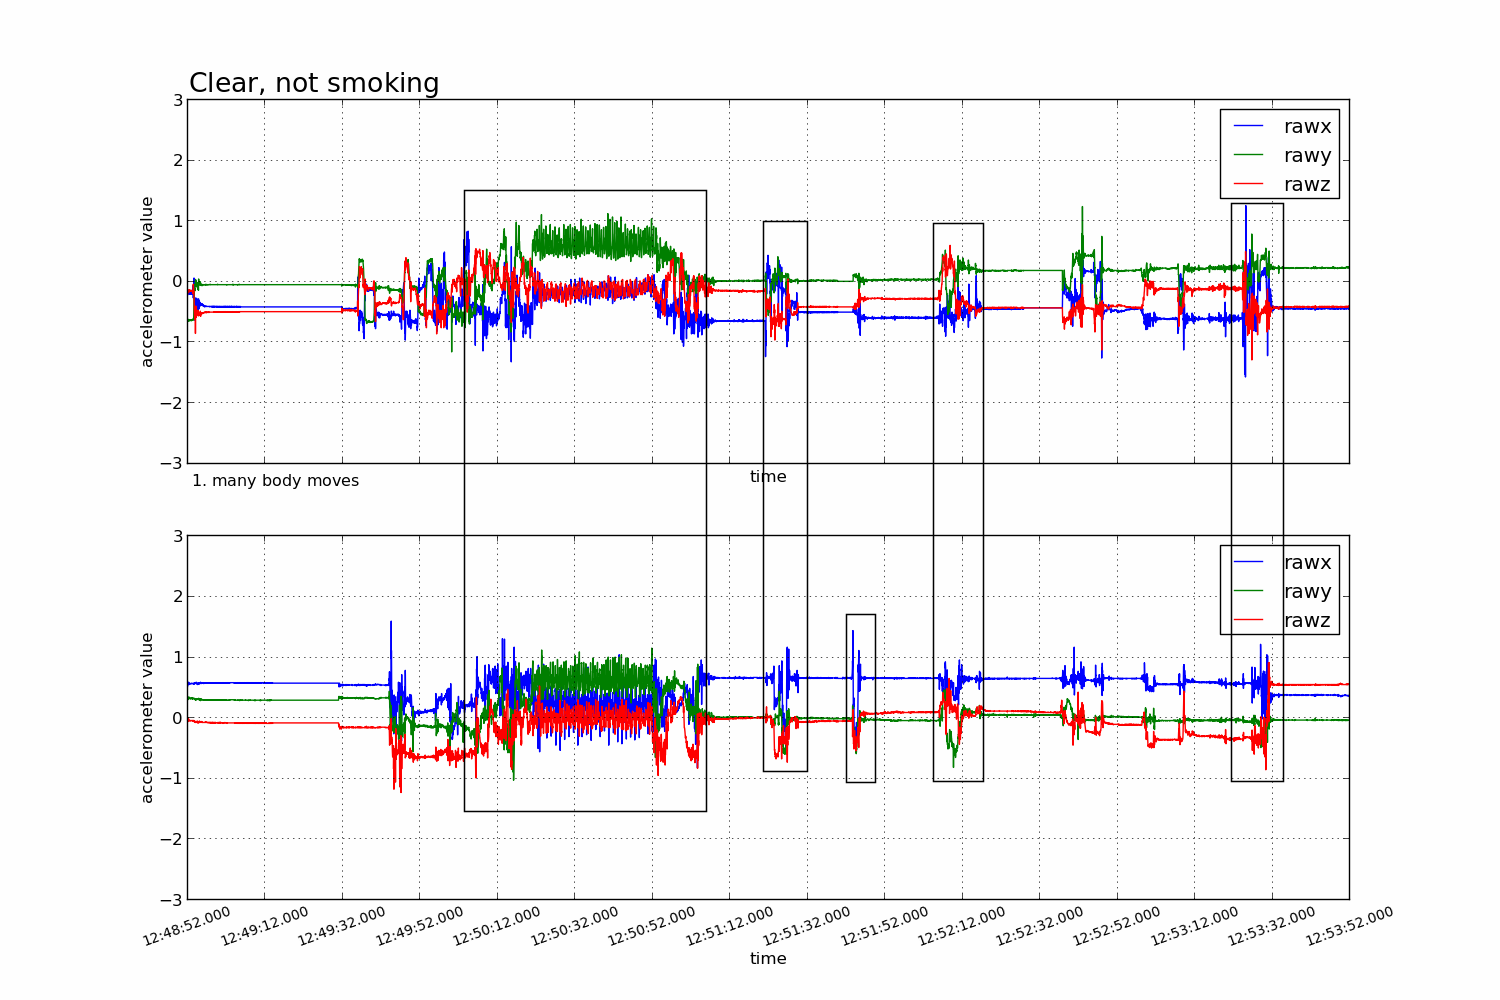 Clear, not smoking
3
2
1
0
−1
−2
−3
accelerometer value
rawx
rawy
rawz
time
1. many body moves
3
2
1
0
−1
−2
−3
accelerometer value
rawx
rawy
rawz
12:48:52.000
12:49:12.000
12:49:32.000
12:49:52.000
12:50:12.000
12:50:32.000
12:50:52.000
12:51:12.000
12:51:32.000
12:51:52.000
12:52:12.000
12:52:32.000
12:52:52.000
12:53:12.000
12:53:32.000
12:53:52.000
time